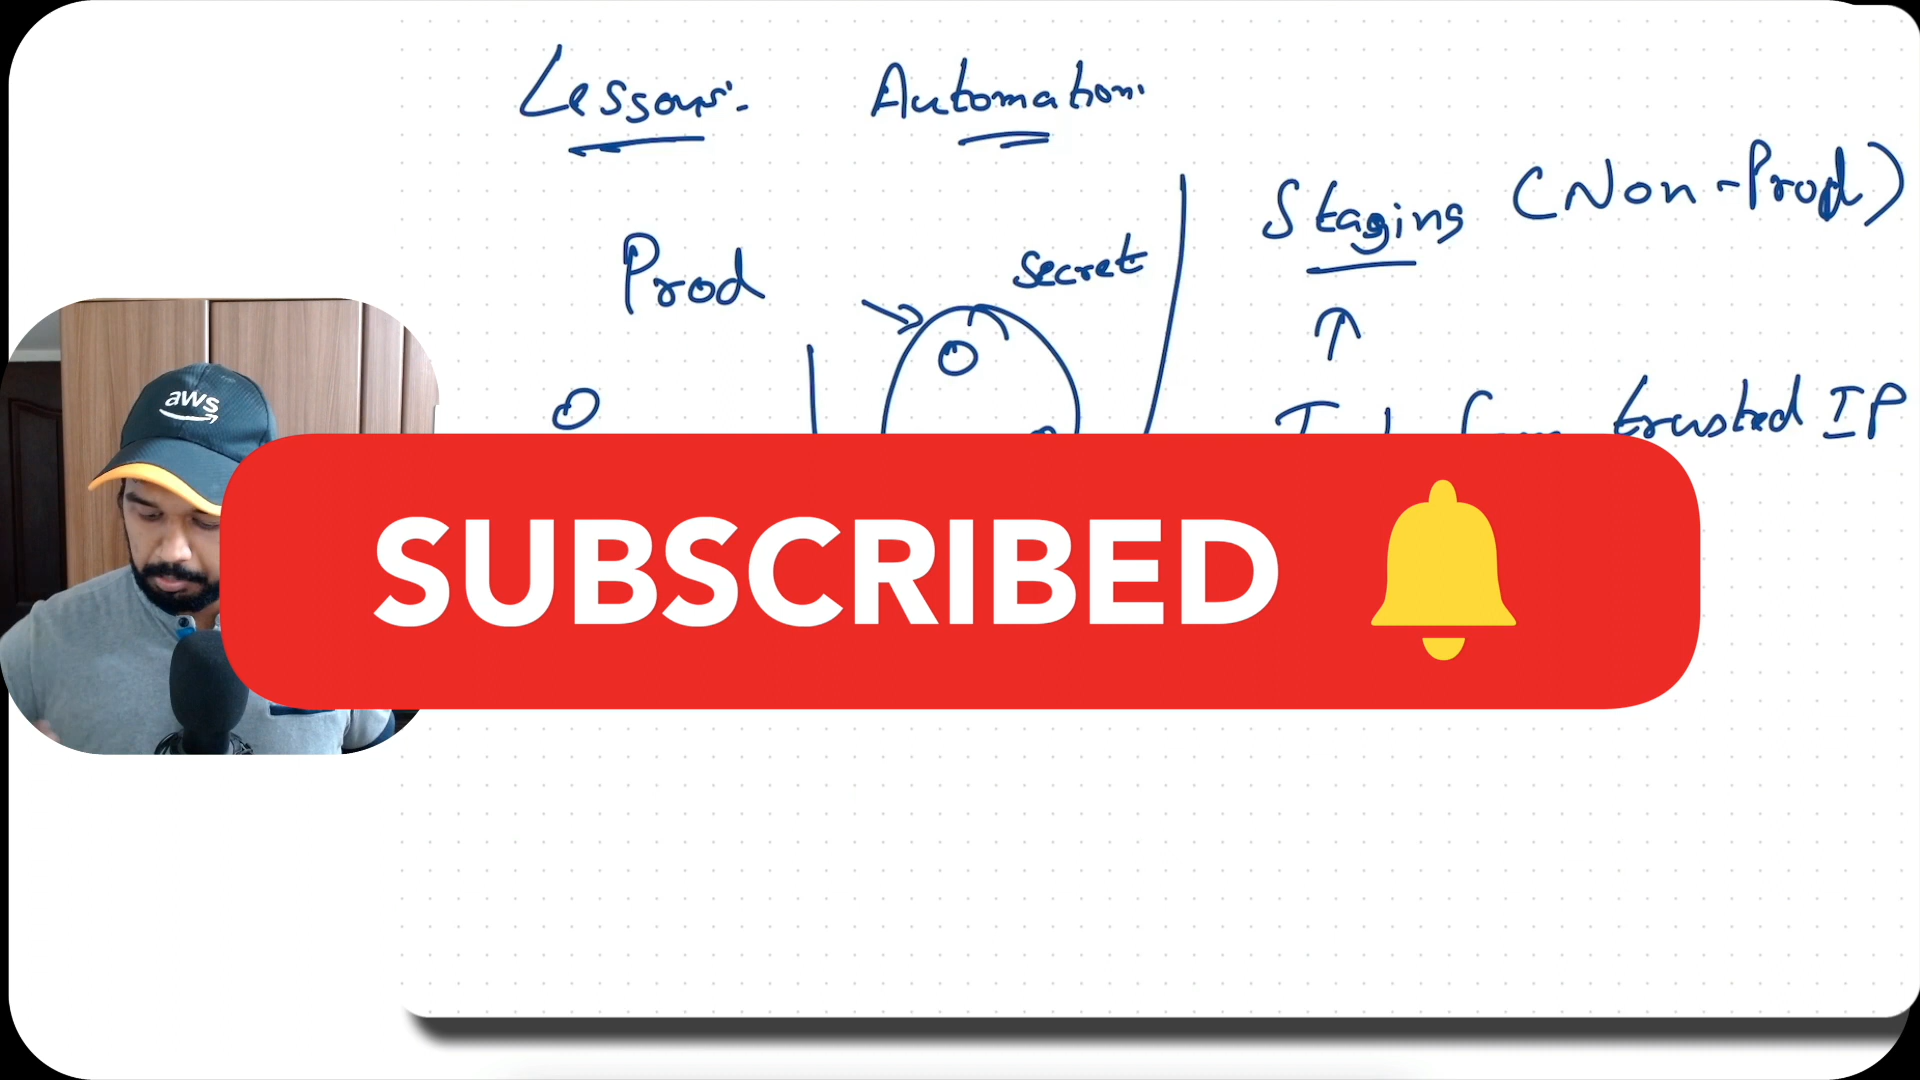 Lessons:- Automation.
Staging (Non-Prod)
Prod
secret
trusted IP
aws
SUBSCRIBED